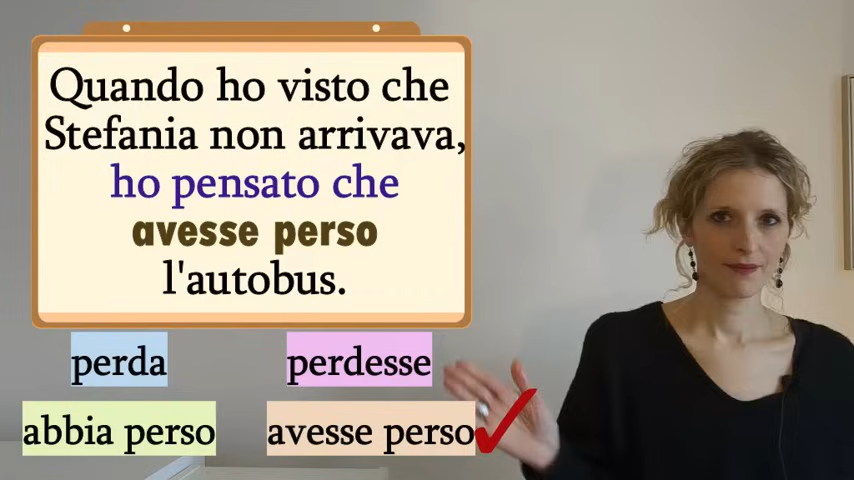 Quando ho visto che
Stefania non arrivava,
ho pensato che
avesse perso
l'autobus.
perda perdesse
abbia perso avesse perso